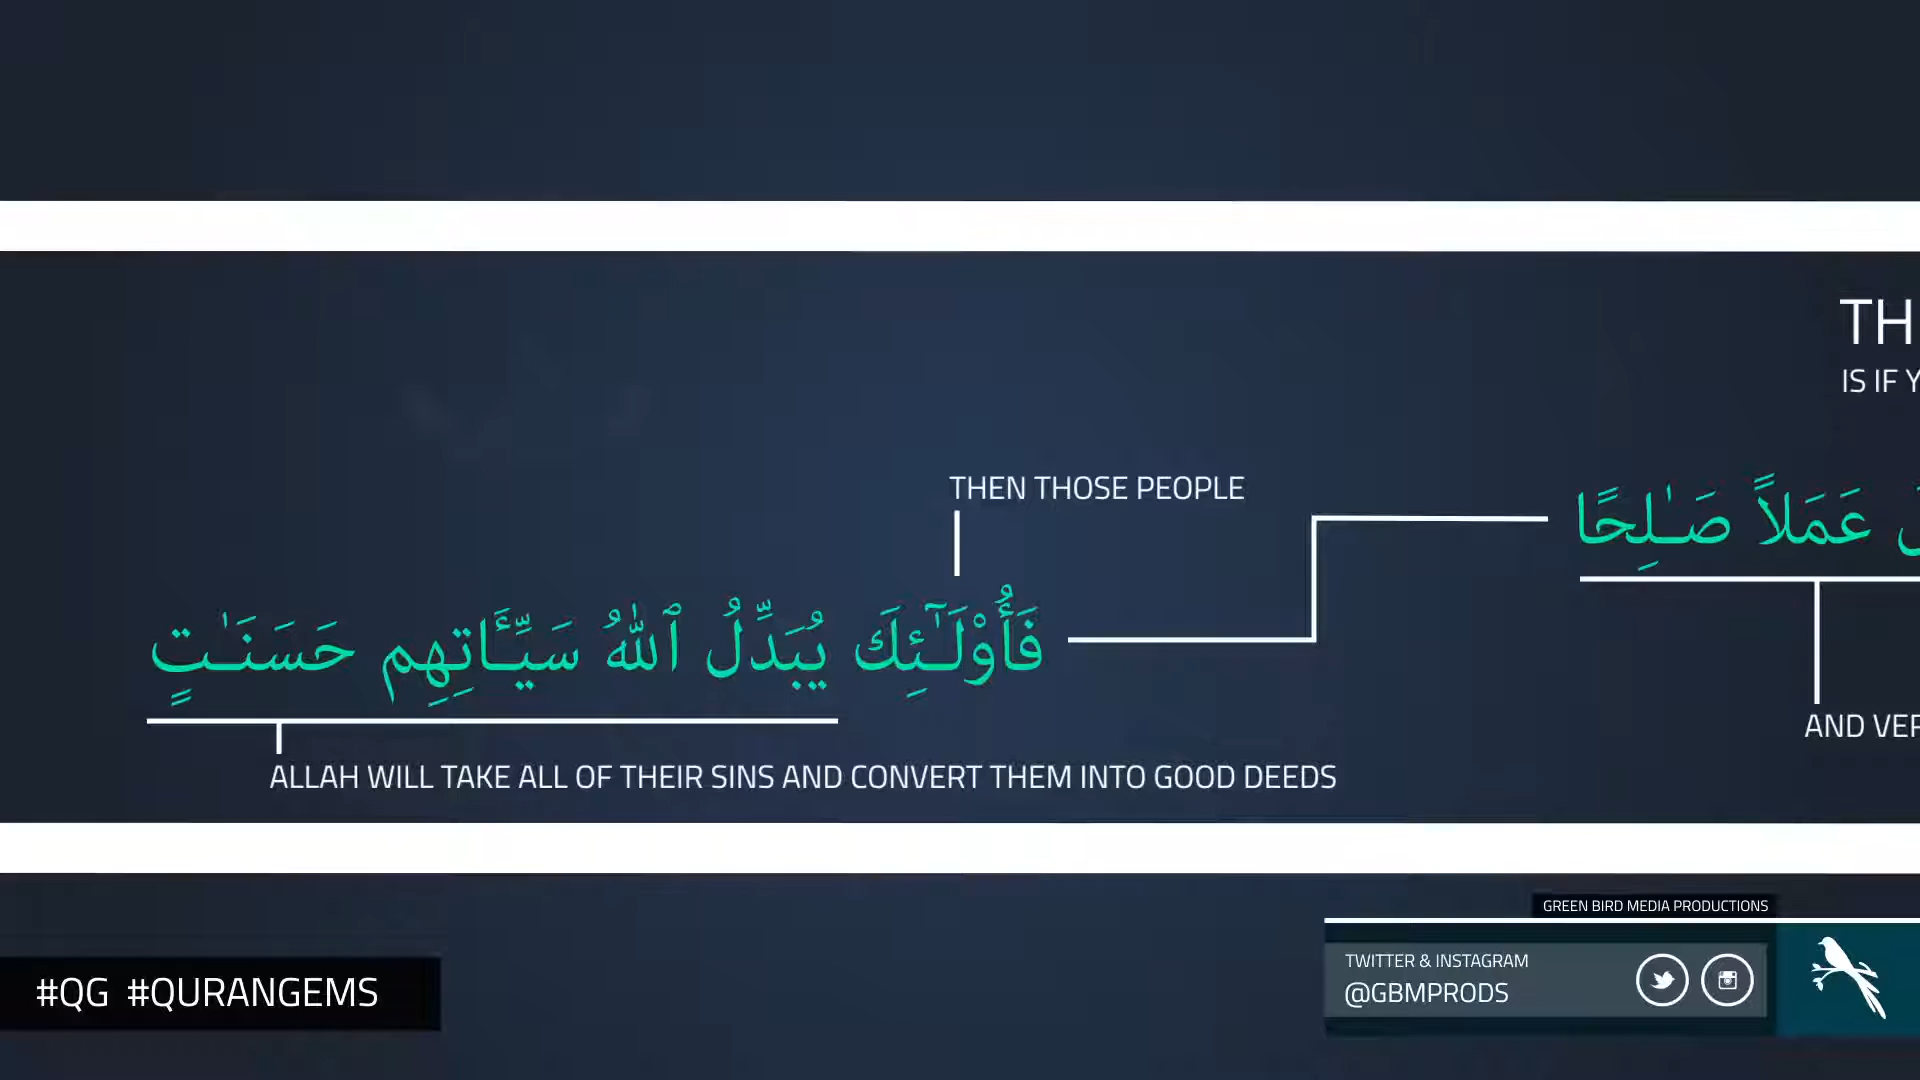 TH
IS IF Y
THEN THOSE PEOPLE
عَمَلاً صَـٰلِحًا
فَأُوْلَـٰٓئِكَ يُبَدِّلُ ٱللَّهُ سَيِّـَٔاتِهِم حَسَنَـٰتٍ
AND VER
ALLAH WILL TAKE ALL OF THEIR SINS AND CONVERT THEM INTO GOOD DEEDS
GREEN BIRD MEDIA PRODUCTIONS
TWITTER & INSTAGRAM
@GBMPRODS
#QG #QURANGEMS